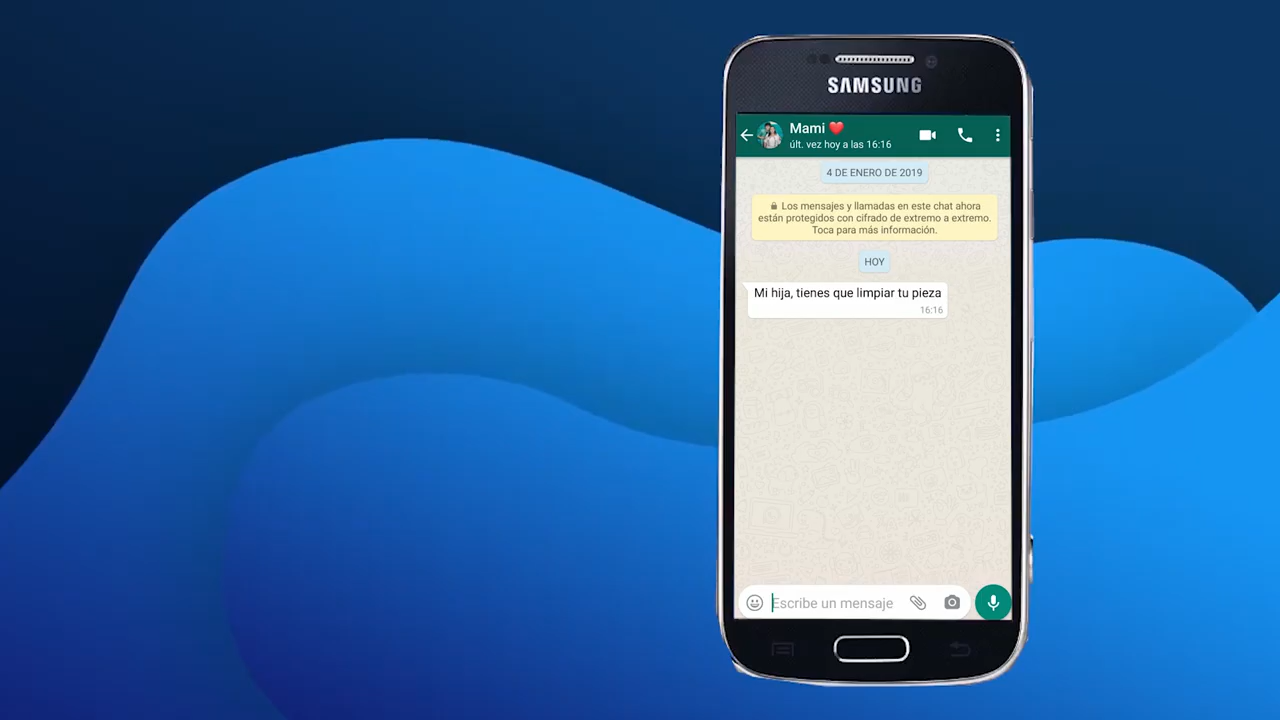 SAMSUNG
Mami ❤️
últ. vez hoy a las 16:16
4 DE ENERO DE 2019
Los mensajes y llamadas en este chat ahora
están protegidos con cifrado de extremo a extremo.
Toca para más información.
HOY
Mi hija, tienes que limpiar tu pieza
16:16
Escribe un mensaje